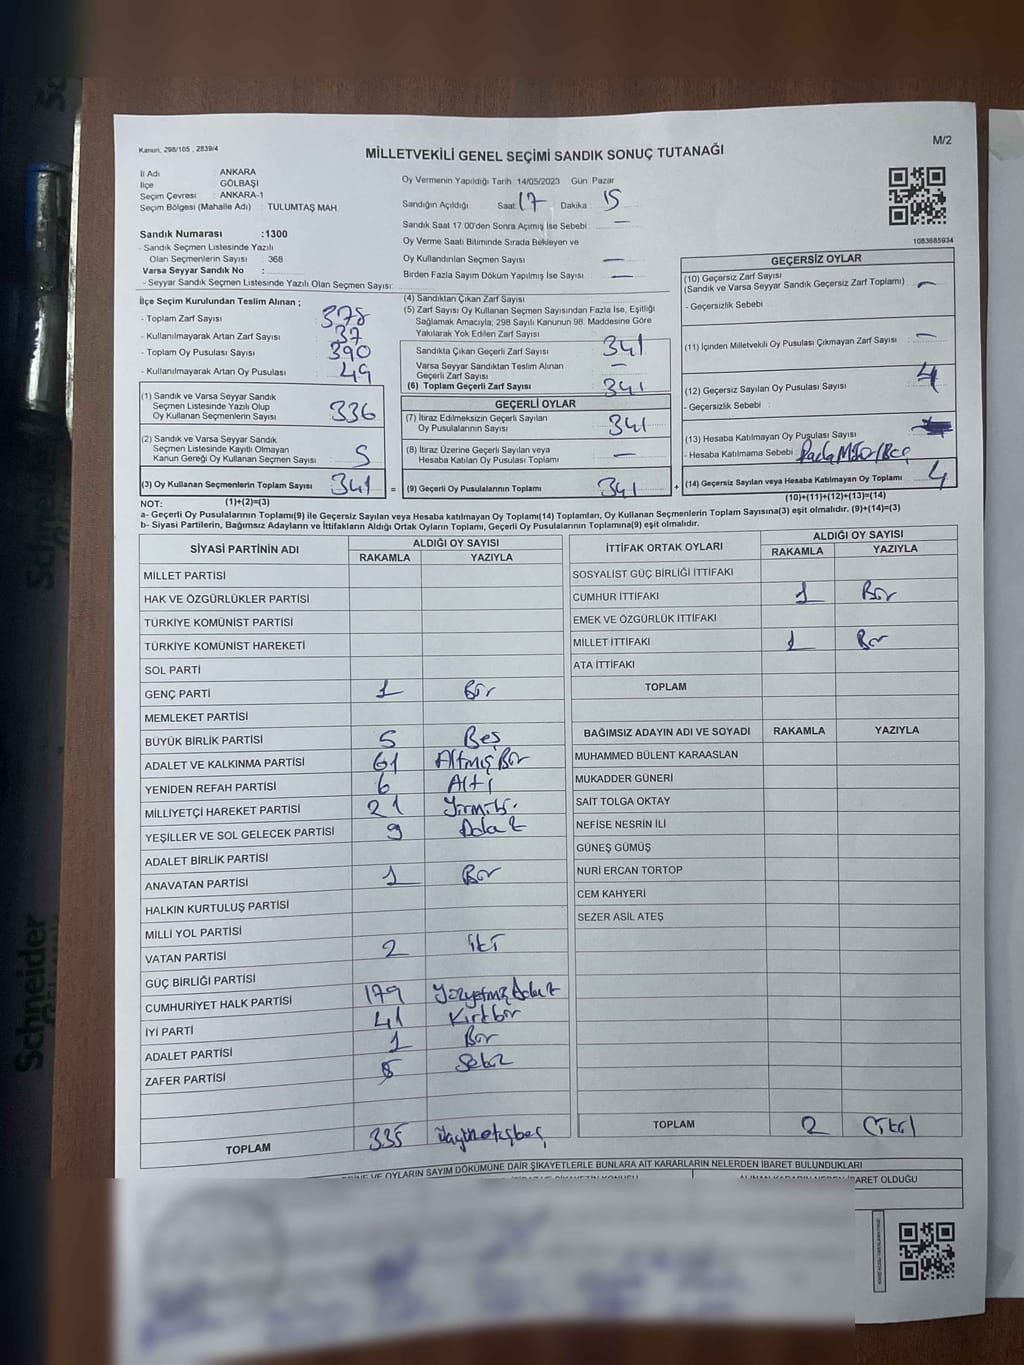 Kanun, 298/105 , 2839/4
M/2
MİLLETVEKİLİ GENEL SEÇİMİ SANDIK SONUÇ TUTANAĞI
İl Adı : ANKARA
İlçe : GÖLBAŞI
Seçim Çevresi : ANKARA-1
Seçim Bölgesi (Mahalle Adı) : TULUMTAŞ MAH.
Sandık Numarası :1300
- Sandık Seçmen Listesinde Yazılı
Olan Seçmenlerin Sayısı : 368
Varsa Seyyar Sandık No :
- Seyyar Sandık Seçmen Listesinde Yazılı Olan Seçmen Sayısı:
Oy Vermenin Yapıldığı Tarih :14/05/2023 Gün: Pazar
Sandığın Açıldığı Saat: 17 Dakika : 15
Sandık Saat 17:00'den Sonra Açımış İse Sebebi : —
Oy Verme Saati Bitiminde Sırada Bekleyen ve
Oy Kullandırılan Seçmen Sayısı : —
Birden Fazla Sayım Döküm Yapılmış İse Sayısı : —
1083685934
İlçe Seçim Kurulundan Teslim Alınan ;
- Toplam Zarf Sayısı : 378
- Kullanılmayarak Artan Zarf Sayısı : 37
- Toplam Oy Pusulası Sayısı : 390
- Kullanılmayarak Artan Oy Pusulası : 49
(1) Sandık ve Varsa Seyyar Sandık
Seçmen Listesinde Yazılı Olup
Oy Kullanan Seçmenlerin Sayısı : 336
(2) Sandık ve Varsa Seyyar Sandık
Seçmen Listesinde Kayıtlı Olmayan
Kanun Gereği Oy Kullanan Seçmen Sayısı : 5
(3) Oy Kullanan Seçmenlerin Toplam Sayısı : 341 =
(4) Sandıktan Çıkan Zarf Sayısı
(5) Zarf Sayısı Oy Kullanan Seçmen Sayısından Fazla İse, Eşitliği
Sağlamak Amacıyla, 298 Sayılı Kanunun 98. Maddesine Göre
Yakılarak Yok Edilen Zarf Sayısı
Sandıkta Çıkan Geçerli Zarf Sayısı : 341
Varsa Seyyar Sandıktan Teslim Alınan
Geçerli Zarf Sayısı : —
(6) Toplam Geçerli Zarf Sayısı : 341
GEÇERLİ OYLAR
(7) İtiraz Edilmeksizin Geçerli Sayılan
Oy Pusulalarının Sayısı : 341
(8) İtiraz Üzerine Geçerli Sayılan veya
Hesaba Katılan Oy Pusulası Toplamı : —
(9) Geçerli Oy Pusulalarının Toplamı : 341 +
GEÇERSİZ OYLAR
(10) Geçersiz Zarf Sayısı
(Sandık ve Varsa Seyyar Sandık Geçersiz Zarf Toplamı) : —
- Geçersizlik Sebebi :
(11) İçinden Milletvekili Oy Pusulası Çıkmayan Zarf Sayısı : —
(12) Geçersiz Sayılan Oy Pusulası Sayısı : 4
- Geçersizlik Sebebi :
(13) Hesaba Katılmayan Oy Pusulası Sayısı :
- Hesaba Katılmama Sebebi :
(14) Geçersiz Sayılan veya Hesaba Katılmayan Oy Toplamı : 4
NOT: (1)+(2)=(3)
(10)+(11)+(12)+(13)=(14)
a- Geçerli Oy Pusulalarının Toplamı(9) ile Geçersiz Sayılan veya Hesaba Katılmayan Oy Toplamı(14) Toplamları, Oy Kullanan Seçmenlerin Toplam Sayısına(3) eşit olmalıdır. (9)+(14)=(3)
b- Siyasi Partilerin, Bağımsız Adayların ve İttifakların Aldığı Ortak Oyların Toplamı, Geçerli Oy Pusulalarının Toplamına(9) eşit olmalıdır.
SİYASİ PARTİNİN ADI ALDIĞI OY SAYISI
RAKAMLA YAZIYLA
MİLLET PARTİSİ
HAK VE ÖZGÜRLÜKLER PARTİSİ
TÜRKİYE KOMÜNİST PARTİSİ
TÜRKİYE KOMÜNİST HAREKETİ
SOL PARTİ
GENÇ PARTİ 1 Bir
MEMLEKET PARTİSİ
BÜYÜK BİRLİK PARTİSİ 5 Beş
ADALET VE KALKINMA PARTİSİ 61 Altmış Bir
YENİDEN REFAH PARTİSİ 6 Altı
MİLLİYETÇİ HAREKET PARTİSİ 21
YEŞİLLER VE SOL GELECEK PARTİSİ 9 Dokuz
ADALET BİRLİK PARTİSİ
ANAVATAN PARTİSİ 1 Bir
HALKIN KURTULUŞ PARTİSİ
MİLLİ YOL PARTİSİ
VATAN PARTİSİ 2 iki
GÜÇ BİRLİĞİ PARTİSİ
CUMHURİYET HALK PARTİSİ 179 Yüzyetmiş Dokuz
İYİ PARTİ 41 Kırkbir
ADALET PARTİSİ 1 Bir
ZAFER PARTİSİ 8 Sekiz
TOPLAM 335
İTTİFAK ORTAK OYLARI ALDIĞI OY SAYISI
RAKAMLA YAZIYLA
SOSYALİST GÜÇ BİRLİĞİ İTTİFAKI
CUMHUR İTTİFAKI 1 Bir
EMEK VE ÖZGÜRLÜK İTTİFAKI
MİLLET İTTİFAKI 1 Bir
ATA İTTİFAKI
TOPLAM
BAĞIMSIZ ADAYIN ADI VE SOYADI RAKAMLA YAZIYLA
MUHAMMED BÜLENT KARAASLAN
MUKADDER GÜNERİ
SAİT TOLGA OKTAY
NEFİSE NESRİN İLİ
GÜNEŞ GÜMÜŞ
NURİ ERCAN TORTOP
CEM KAHYERİ
SEZER ASİL ATEŞ
TOPLAM 2 (iki)
VE OYLARIN SAYIM DÖKÜMÜNE DAİR ŞİKAYETLERLE BUNLARA AİT KARARLARIN NELERDEN İBARET BULUNDUKLARI
Schneider
Schneider